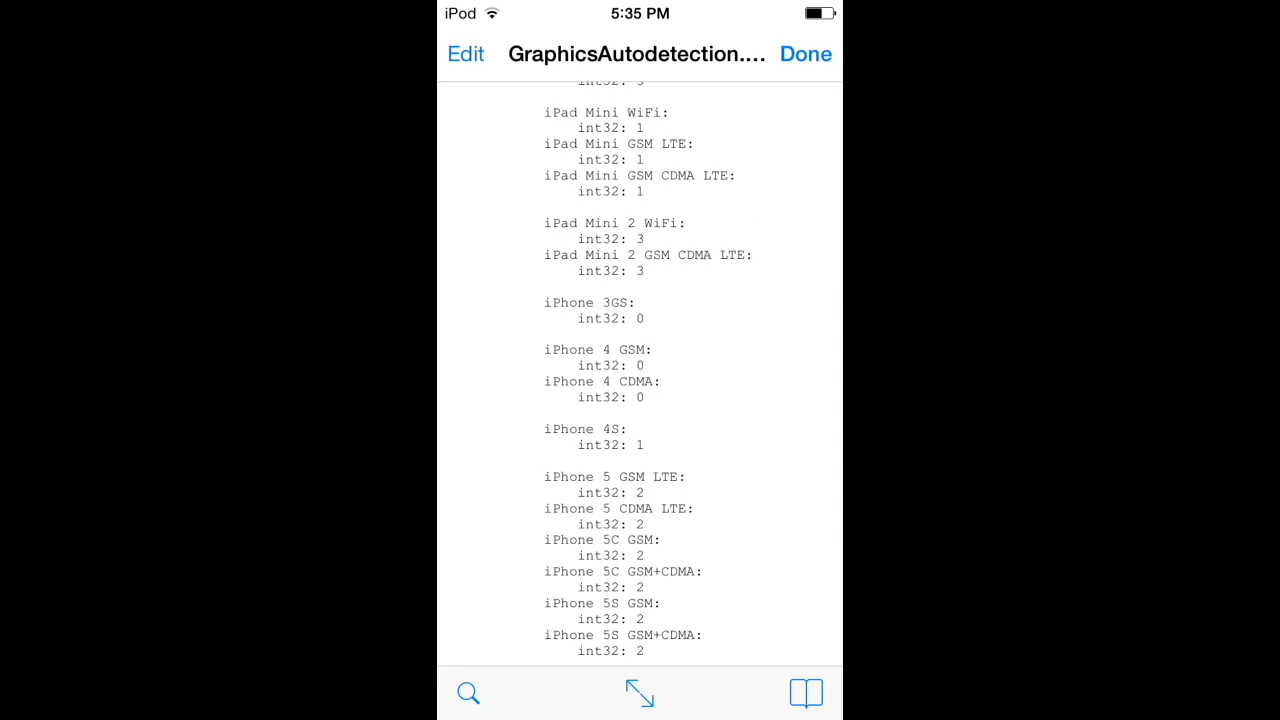 iPod 5:35 PM
Edit GraphicsAutodetection.... Done
int32: 3
iPad Mini WiFi:
int32: 1
iPad Mini GSM LTE:
int32: 1
iPad Mini GSM CDMA LTE:
int32: 1
iPad Mini 2 WiFi:
int32: 3
iPad Mini 2 GSM CDMA LTE:
int32: 3
iPhone 3GS:
int32: 0
iPhone 4 GSM:
int32: 0
iPhone 4 CDMA:
int32: 0
iPhone 4S:
int32: 1
iPhone 5 GSM LTE:
int32: 2
iPhone 5 CDMA LTE:
int32: 2
iPhone 5C GSM:
int32: 2
iPhone 5C GSM+CDMA:
int32: 2
iPhone 5S GSM:
int32: 2
iPhone 5S GSM+CDMA:
int32: 2